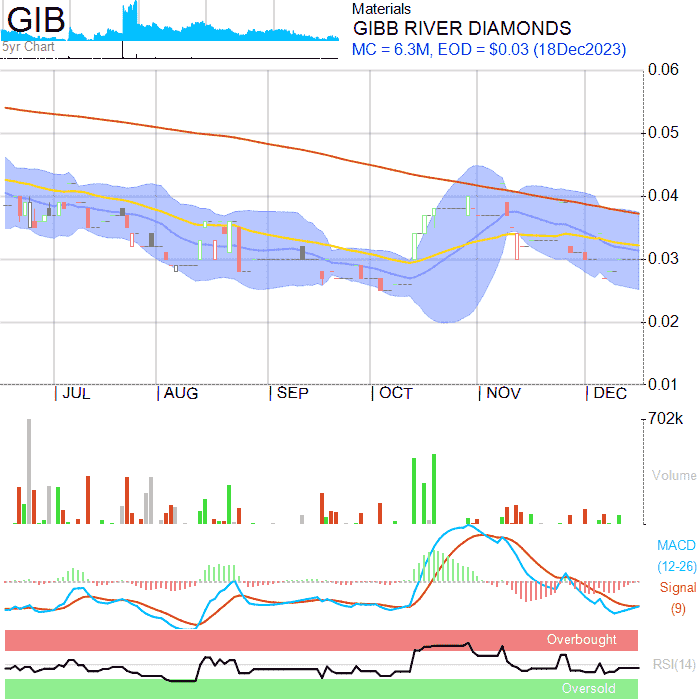 GIB
5yr Chart
Materials
GIBB RIVER DIAMONDS
MC = 6.3M, EOD = $0.03 (18Dec2023)
0.06
0.05
0.04
0.03
0.02
0.01
JUL AUG SEP OCT NOV DEC
702k
Volume
MACD
(12-26)
Signal
(9)
Overbought
RSI(14)
Oversold